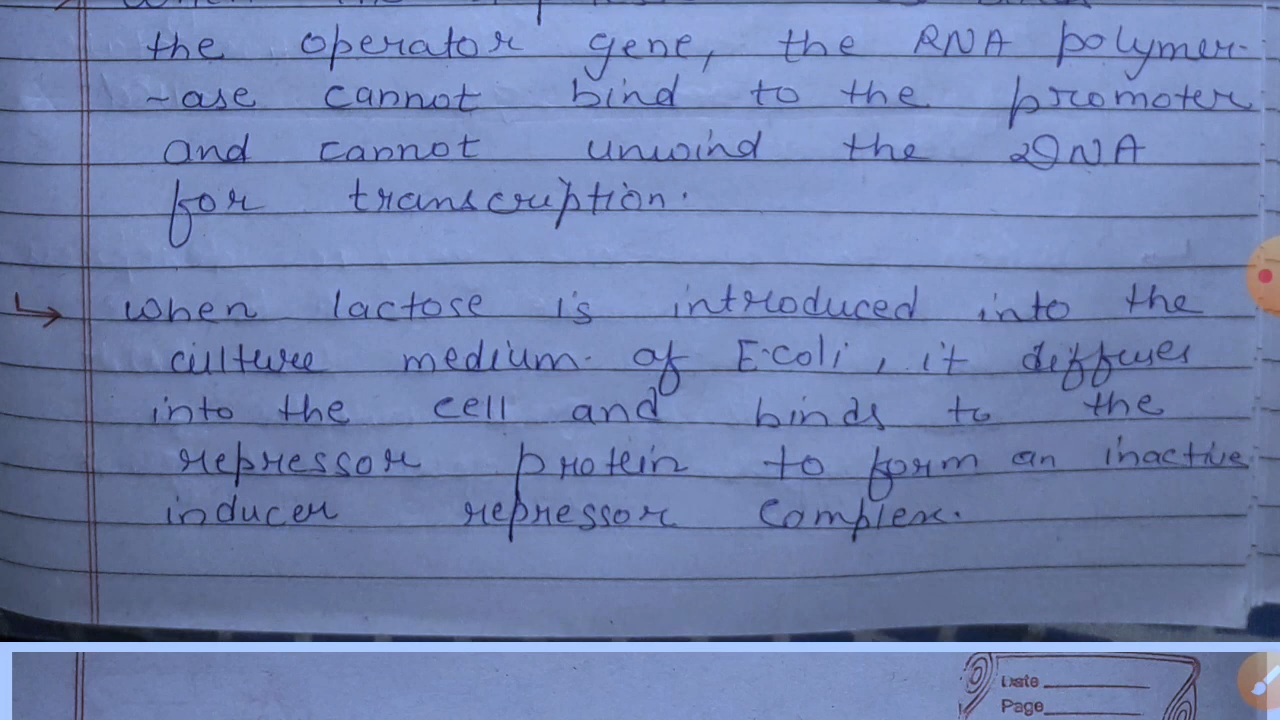 the operator gene, the RNA polymer-
-ase cannot bind to the promoter
and cannot unwind the DNA
for transcription.
when lactose is introduced into the
culture medium. of E.coli, it diffuses
into the cell and binds to the
repressor protein to form an inactive
inducer repressor complex.
Date
Page